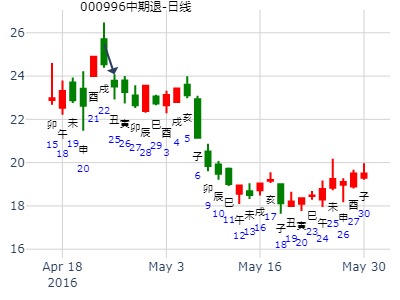 000996中期退-日线
26
24
22
20
18
16
卯
15
午
18
未
19
申
20
酉
21
戌
22
丑
25
寅
26
卯
27
辰
28
巳
29
酉
3
戌
4
亥
5
子
6
卯
9
辰
10
巳
11
午
12
未
13
戌
16
亥
17
子
18
丑
19
寅
20
巳
23
午
24
未
25
申
26
酉
27
子
30
Apr 18
2016
May 3
May 16
May 30